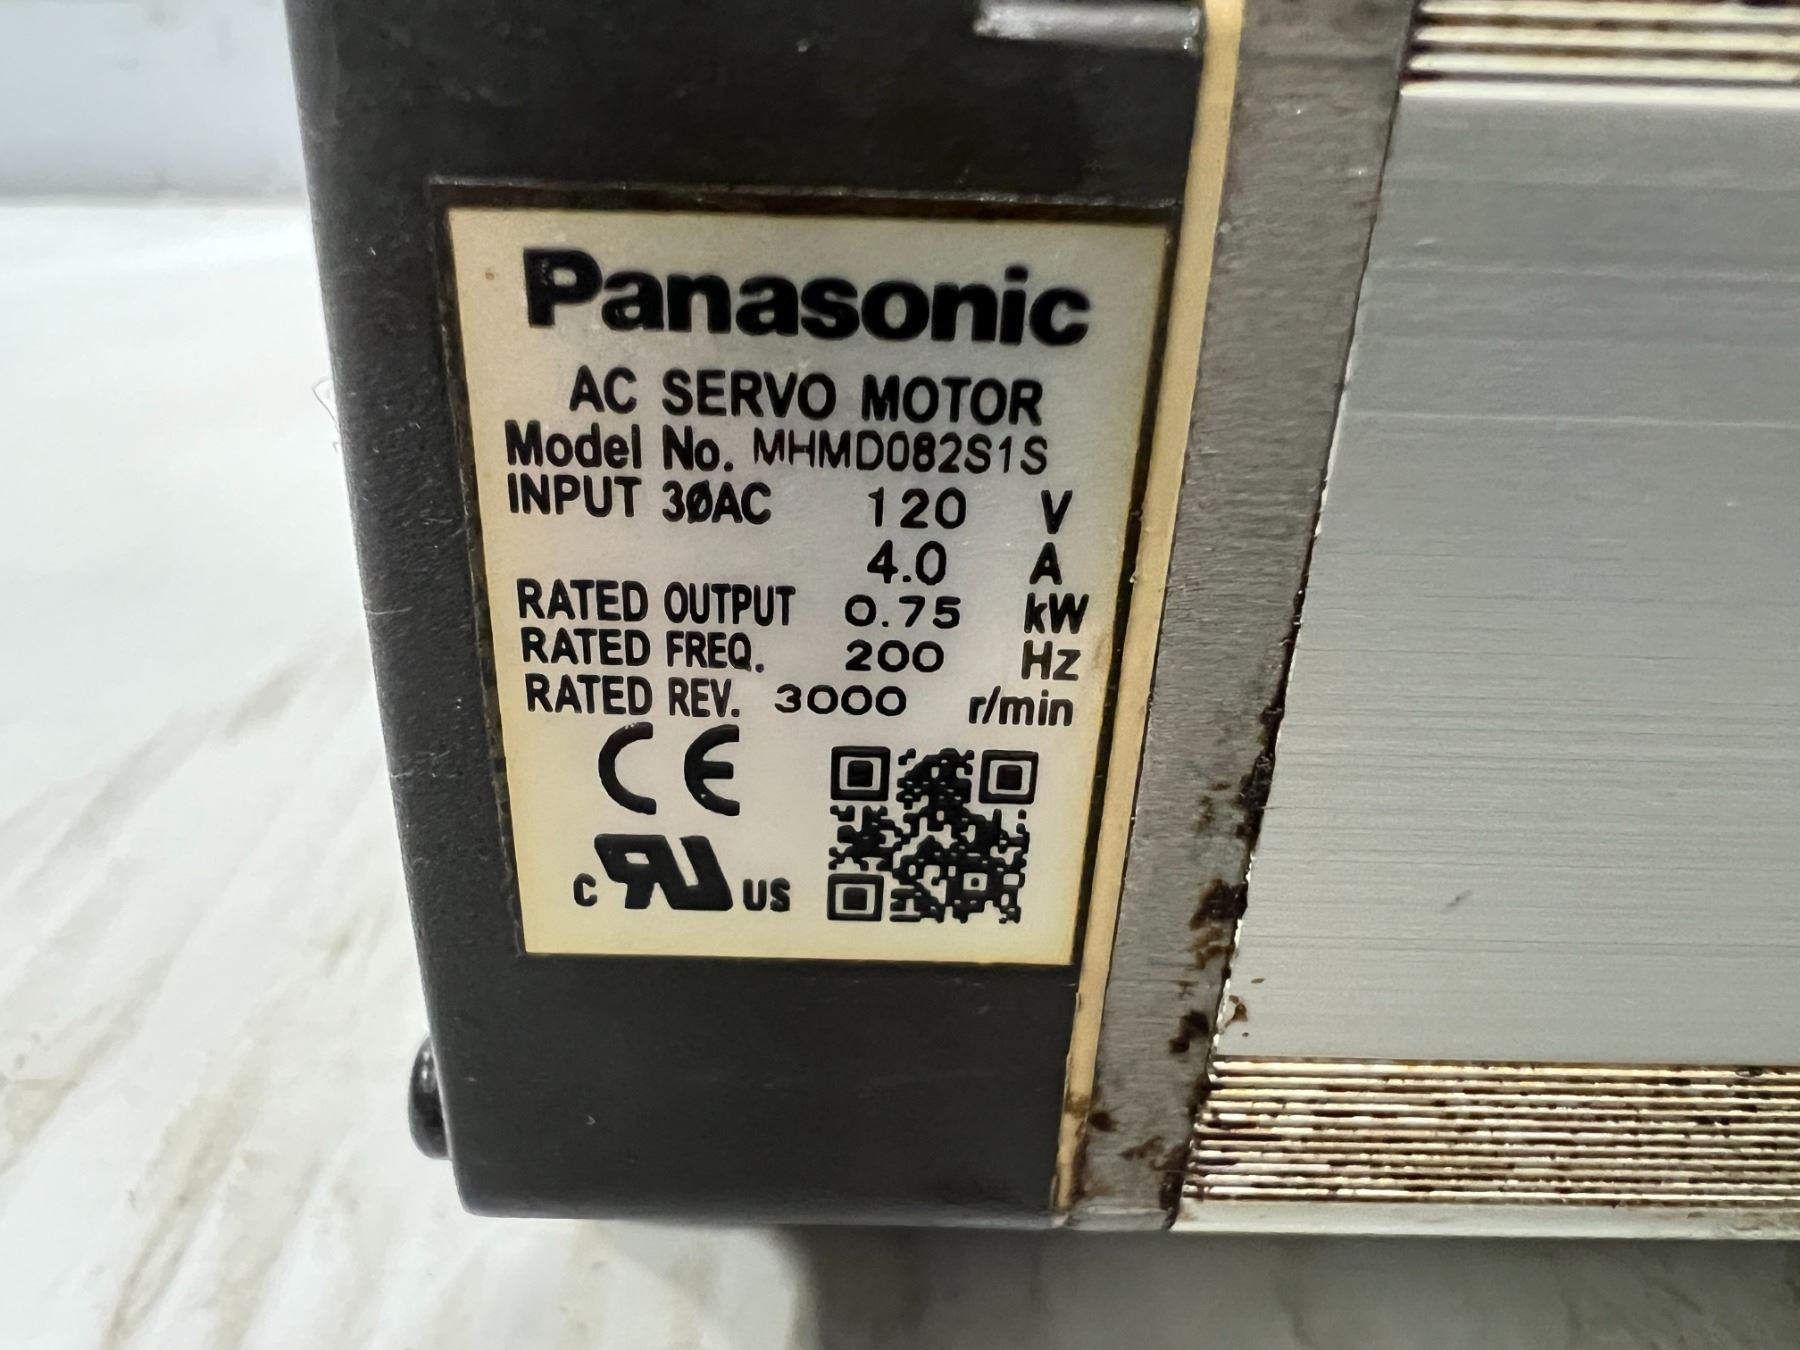 Panasonic
AC SERVO MOTOR
Model No. MHMD082S1S
INPUT 3ØAC 120 V
4.0 A
RATED OUTPUT 0.75 kW
RATED FREQ. 200 Hz
RATED REV. 3000 r/min
CE
c RU US